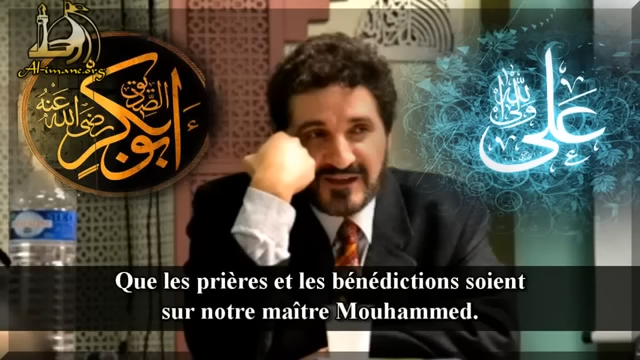 Al-imane.org
أبو بكر
الصديق
رضي الله عنه
علي
ولي الله
Que les prières et les bénédictions soient
sur notre maître Mouhammed.